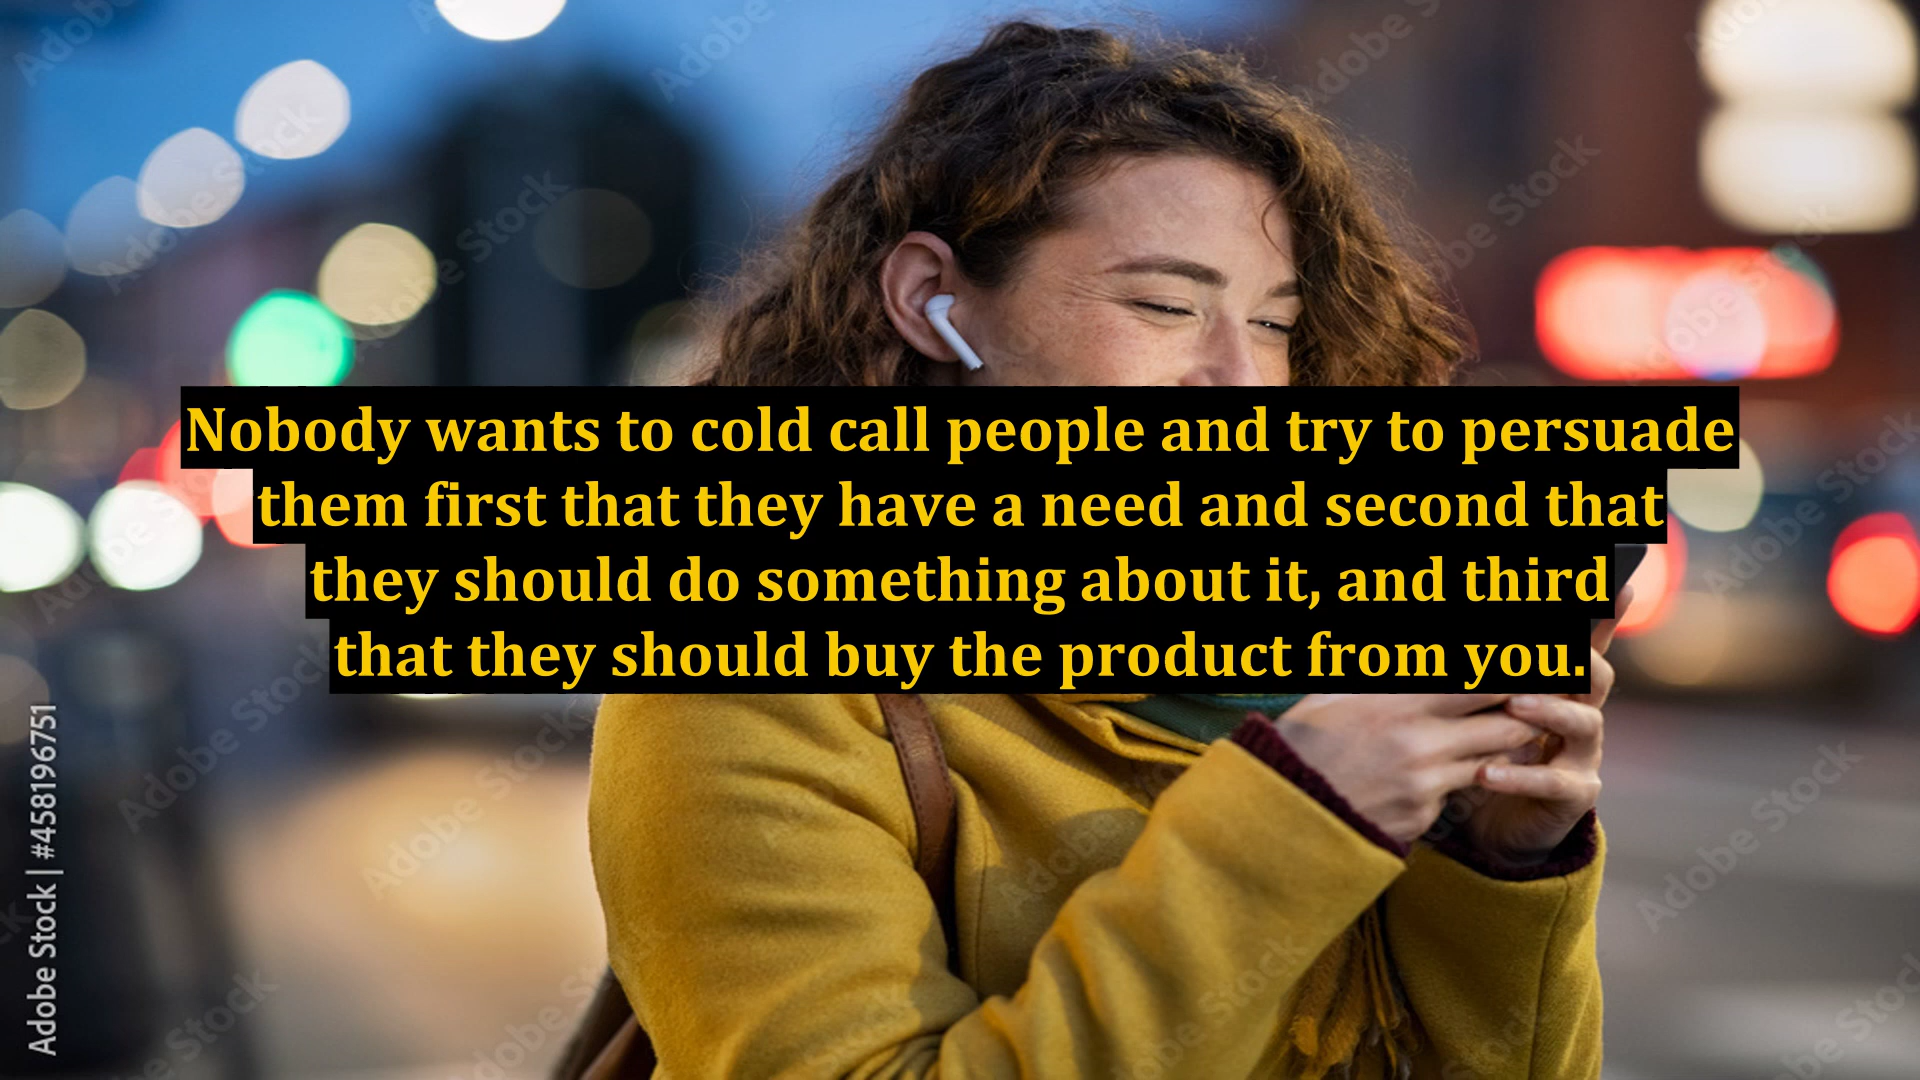 Nobody wants to cold call people and try to persuade
them first that they have a need and second that
they should do something about it, and third
that they should buy the product from you.
Adobe Stock | #458196751
Adobe Stock